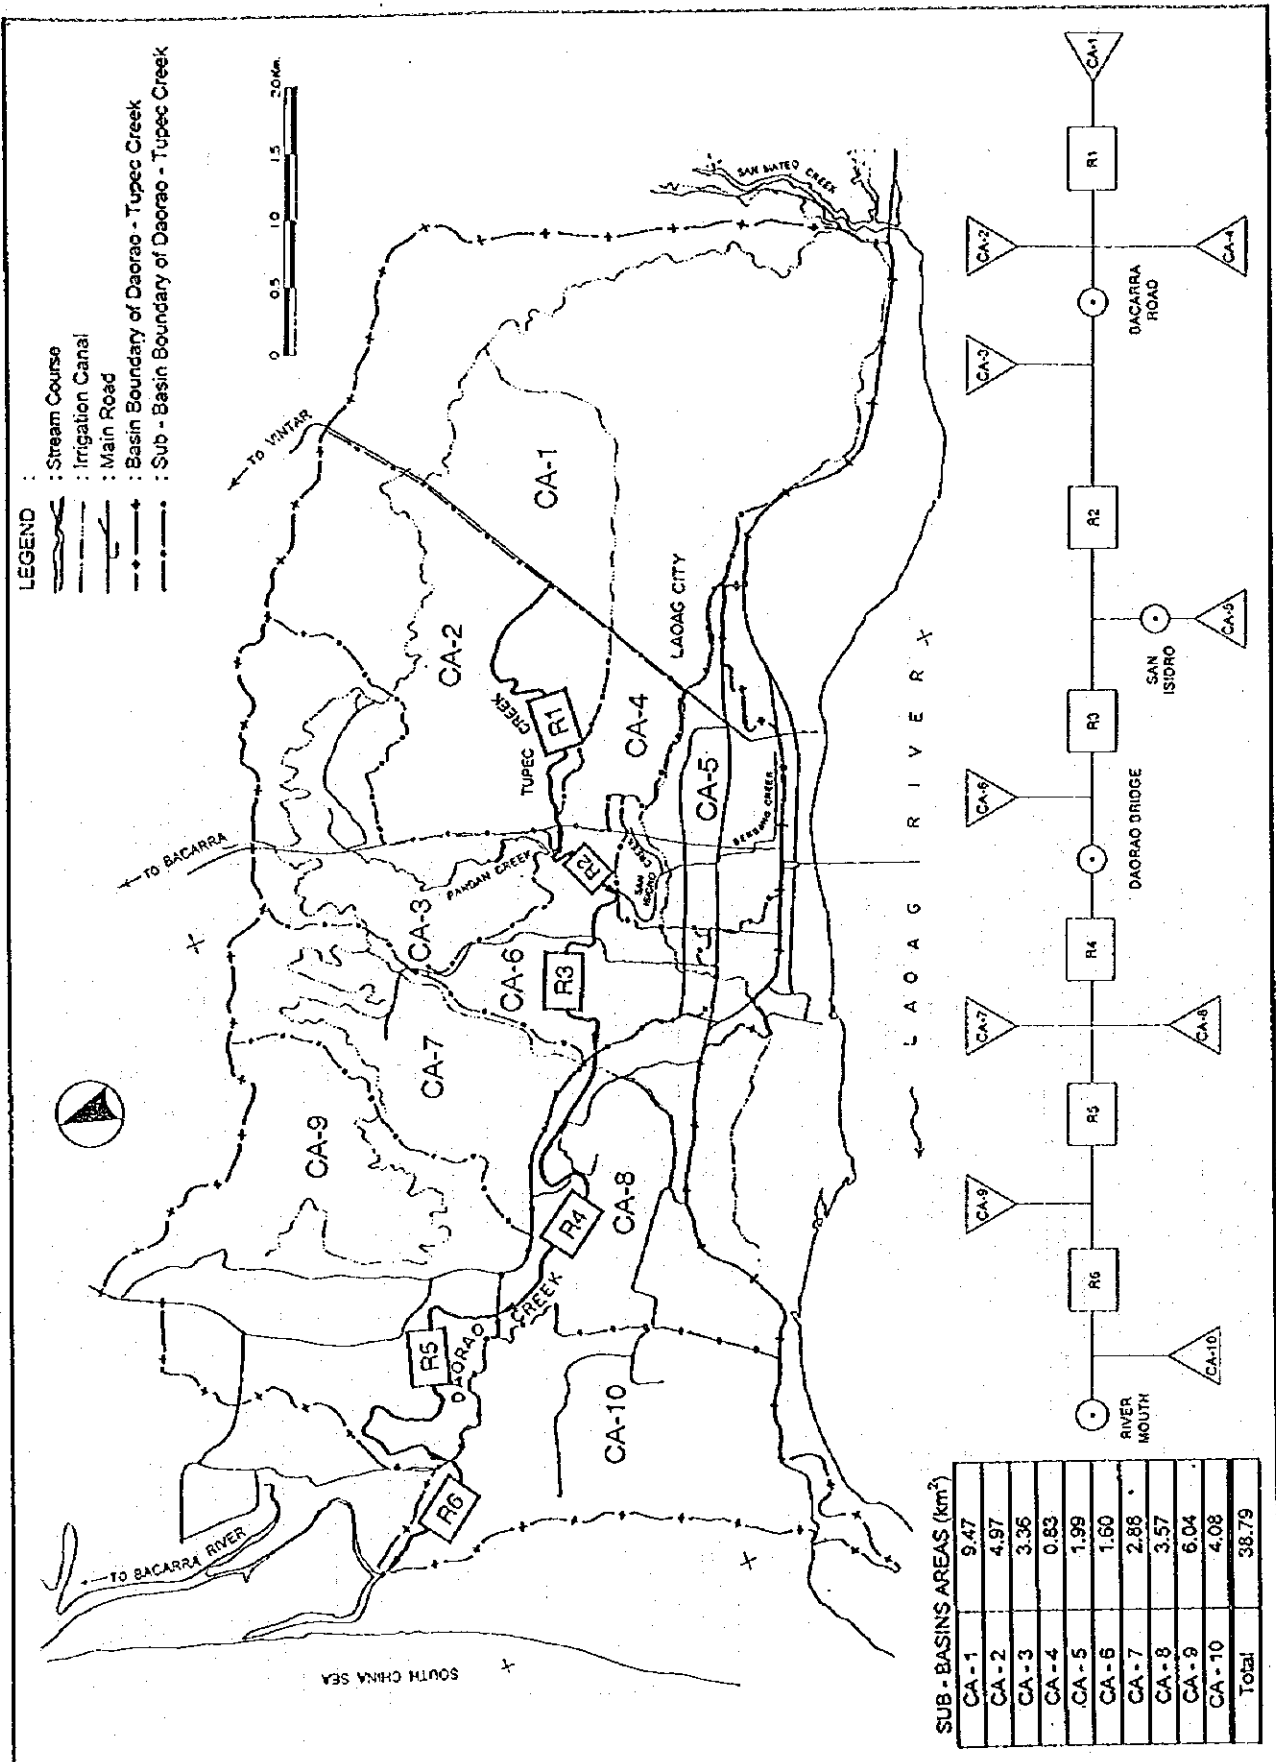 LEGEND :
: Stream Course
: Irrigation Canal
: Main Road
: Basin Boundary of Daorao - Tupec Creek
: Sub - Basin Boundary of Daorao - Tupec Creek
0 0.5 1.0 1.5 2.0 Km.
TO VINTAR
TO BACARRA
TO BACARRA RIVER
SOUTH CHINA SEA
SAN MATEO CREEK
CA-1
CA-2
CA-3
CA-4
CA-5
CA-6
CA-7
CA-8
CA-9
CA-10
R1
R2
R3
R4
R5
R6
TUPEC CREEK
PANDAN CREEK
SAN ISIDRO CREEK
DAORAO CREEK
LAOAG CITY
LAOAG RIVER
SUB - BASINS AREAS (km²)
CA - 1 9.47
CA - 2 4.97
CA - 3 3.36
CA - 4 0.83
CA - 5 1.99
CA - 6 1.60
CA - 7 2.88
CA - 8 3.57
CA - 9 6.04
CA - 10 4.08
Total 38.79
RIVER
MOUTH
CA-10
R6
CA-9
R5
CA-7
CA-8
R4
DAORAO BRIDGE
CA-6
R3
SAN
ISIDRO
CA-5
R2
CA-3
BACARRA
ROAD
CA-2
CA-4
R1
CA-1